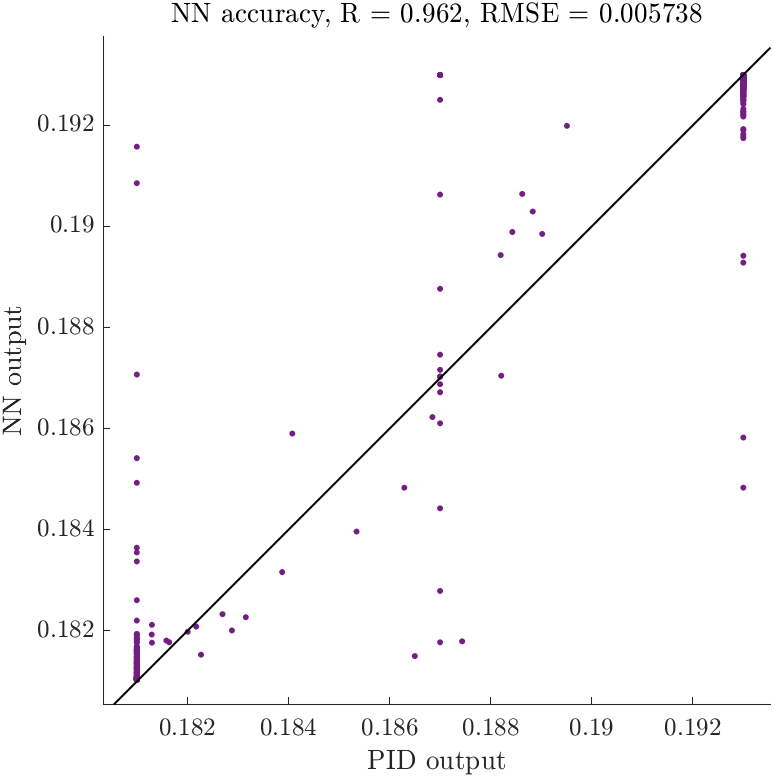 NN accuracy, R = 0.962, RMSE = 0.005738
0.192
0.19
0.188
0.186
0.184
0.182
NN output
0.182 0.184 0.186 0.188 0.19 0.192
PID output